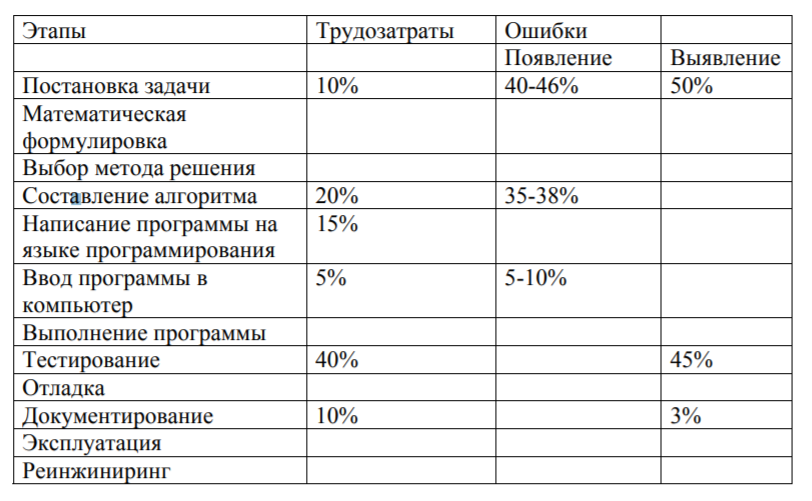 Этапы Трудозатраты Ошибки
Появление Выявление
Постановка задачи 10% 40-46% 50%
Математическая
формулировка
Выбор метода решения
Составление алгоритма 20% 35-38%
Написание программы на 15%
языке программирования
Ввод программы в 5% 5-10%
компьютер
Выполнение программы
Тестирование 40% 45%
Отладка
Документирование 10% 3%
Эксплуатация
Реинжиниринг